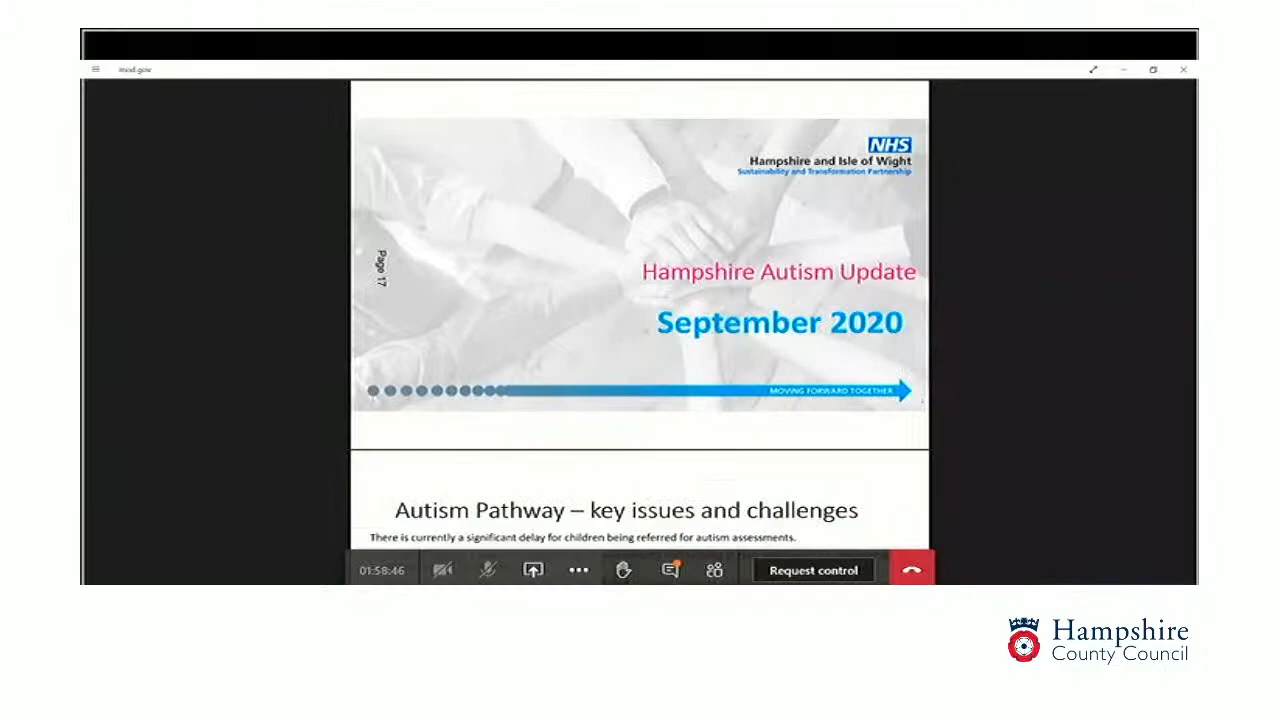 mod.gov
NHS
Hampshire and Isle of Wight
Sustainability and Transformation Partnership
Page 17
Hampshire Autism Update
September 2020
MOVING FORWARD TOGETHER
Autism Pathway – key issues and challenges
There is currently a significant delay for children being referred for autism assessments.
01:58:46
Request control
Hampshire
County Council